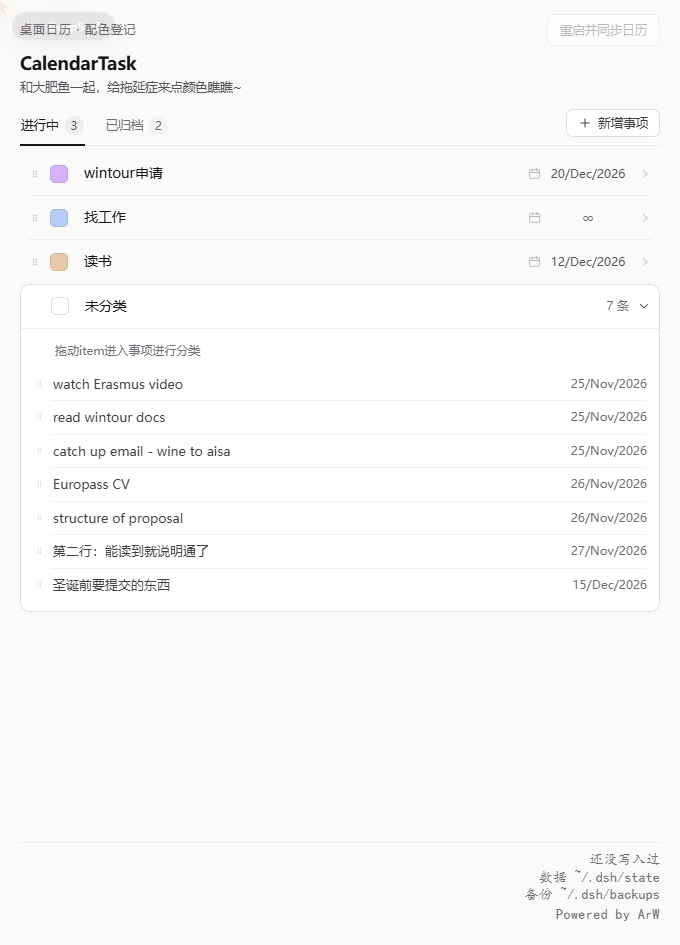 桌面日历 · 配色登记
重启并同步日历
CalendarTask
和大肥鱼一起，给拖延症来点颜色瞧瞧~
进行中 3 已归档 2
+ 新增事项
wintour申请 20/Dec/2026
找工作 ∞
读书 12/Dec/2026
未分类 7 条
拖动item进入事项进行分类
watch Erasmus video 25/Nov/2026
read wintour docs 25/Nov/2026
catch up email - wine to aisa 25/Nov/2026
Europass CV 26/Nov/2026
structure of proposal 26/Nov/2026
第二行：能读到就说明通了 27/Nov/2026
圣诞前要提交的东西 15/Dec/2026
还没写入过
数据 ~/.dsh/state
备份 ~/.dsh/backups
Powered by ArW